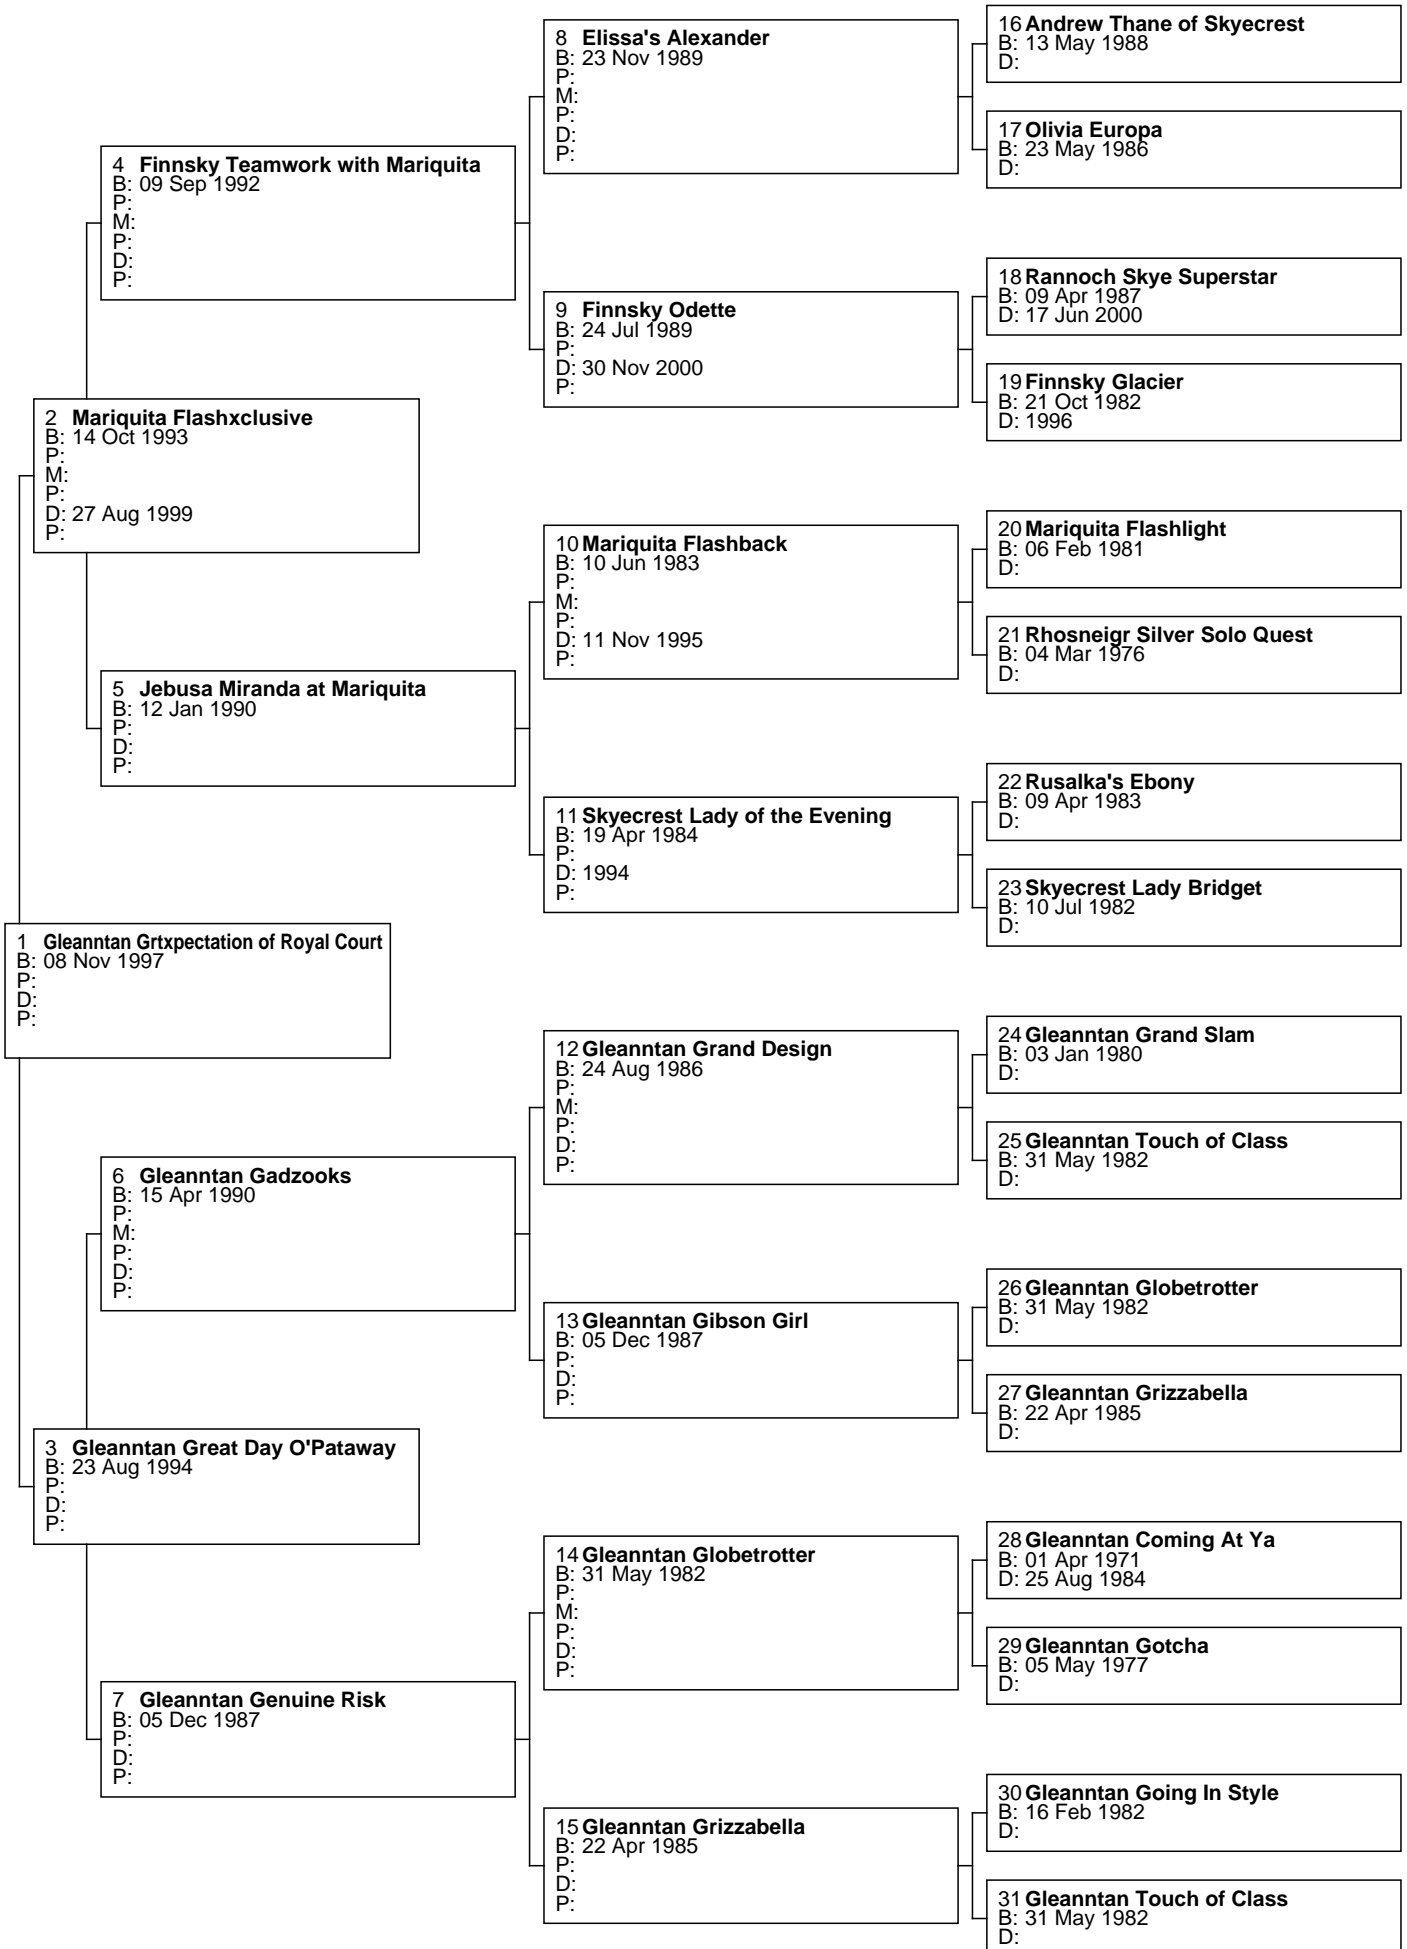 16 Andrew Thane of Skyecrest
B: 13 May 1988
D:
8 Elissa's Alexander
B: 23 Nov 1989
P:
M:
P:
D:
P:
17 Olivia Europa
B: 23 May 1986
D:
4 Finnsky Teamwork with Mariquita
B: 09 Sep 1992
P:
M:
P:
D:
P:
18 Rannoch Skye Superstar
B: 09 Apr 1987
D: 17 Jun 2000
9 Finnsky Odette
B: 24 Jul 1989
P:
D: 30 Nov 2000
P:
19 Finnsky Glacier
B: 21 Oct 1982
D: 1996
2 Mariquita Flashxclusive
B: 14 Oct 1993
P:
M:
P:
D: 27 Aug 1999
P:
20 Mariquita Flashlight
B: 06 Feb 1981
D:
10 Mariquita Flashback
B: 10 Jun 1983
P:
M:
P:
D: 11 Nov 1995
P:
21 Rhosneigr Silver Solo Quest
B: 04 Mar 1976
D:
5 Jebusa Miranda at Mariquita
B: 12 Jan 1990
P:
D:
P:
22 Rusalka's Ebony
B: 09 Apr 1983
D:
11 Skyecrest Lady of the Evening
B: 19 Apr 1984
P:
D: 1994
P:
23 Skyecrest Lady Bridget
B: 10 Jul 1982
D:
1 Gleanntan Grtxpectation of Royal Court
B: 08 Nov 1997
P:
D:
P:
24 Gleanntan Grand Slam
B: 03 Jan 1980
D:
12 Gleanntan Grand Design
B: 24 Aug 1986
P:
M:
P:
D:
P:
25 Gleanntan Touch of Class
B: 31 May 1982
D:
6 Gleanntan Gadzooks
B: 15 Apr 1990
P:
M:
P:
D:
P:
26 Gleanntan Globetrotter
B: 31 May 1982
D:
13 Gleanntan Gibson Girl
B: 05 Dec 1987
P:
D:
P:
27 Gleanntan Grizzabella
B: 22 Apr 1985
D:
3 Gleanntan Great Day O'Pataway
B: 23 Aug 1994
P:
D:
P:
28 Gleanntan Coming At Ya
B: 01 Apr 1971
D: 25 Aug 1984
14 Gleanntan Globetrotter
B: 31 May 1982
P:
M:
P:
D:
P:
29 Gleanntan Gotcha
B: 05 May 1977
D:
7 Gleanntan Genuine Risk
B: 05 Dec 1987
P:
D:
P:
30 Gleanntan Going In Style
B: 16 Feb 1982
D:
15 Gleanntan Grizzabella
B: 22 Apr 1985
P:
D:
P:
31 Gleanntan Touch of Class
B: 31 May 1982
D: